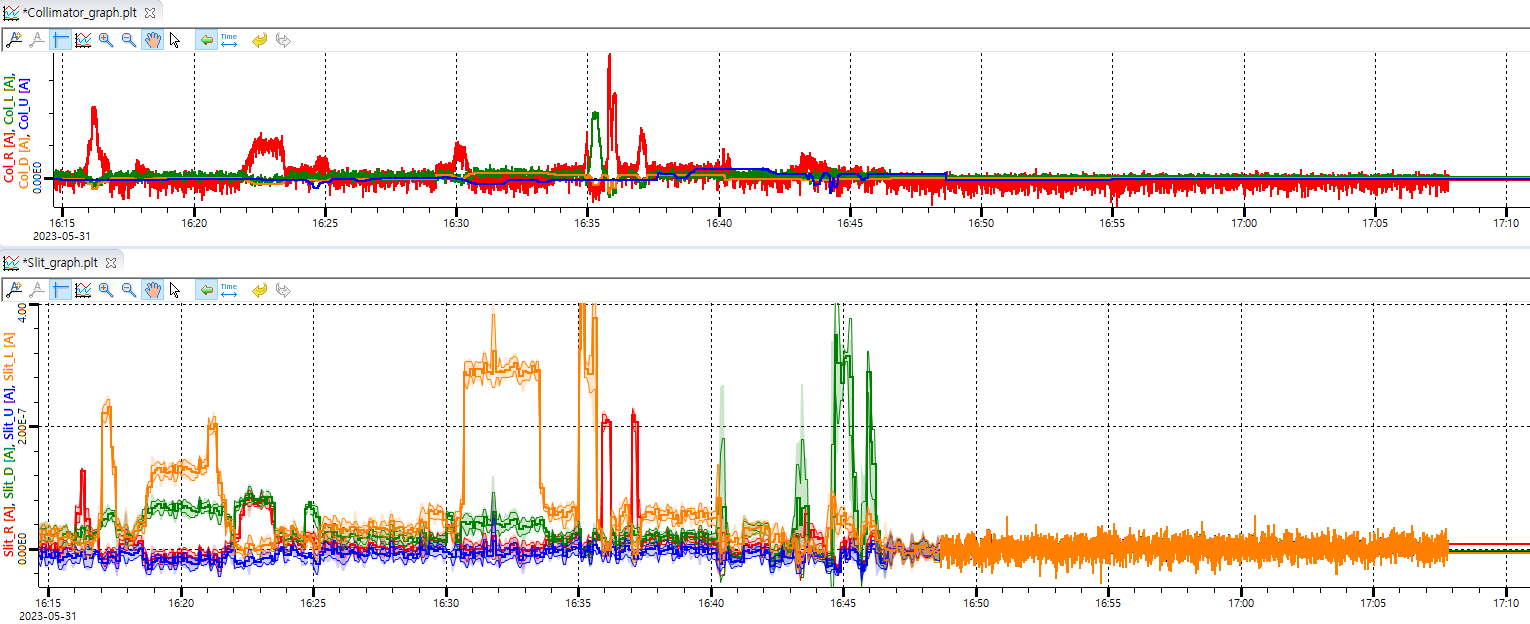 *Collimator_graph.plt
Time
Col_R [A], Col_L [A],
Col_D [A], Col_U [A]
0.00E0
16:15 16:20 16:25 16:30 16:35 16:40 16:45 16:50 16:55 17:00 17:05 17:10
2023-05-31
*Slit_graph.plt
Time
Slit_R [A], Slit_D [A], Slit_U [A], Slit_L [A]
4.00
2.00E-7
0.00E0
16:15 16:20 16:25 16:30 16:35 16:40 16:45 16:50 16:55 17:00 17:05 17:10
2023-05-31